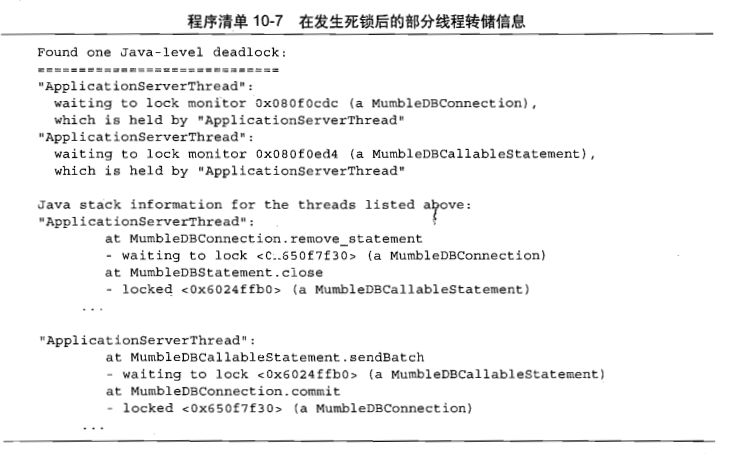 程序清单 10-7 在发生死锁后的部分线程转储信息
Found one Java-level deadlock:
=============================
"ApplicationServerThread":
  waiting to lock monitor 0x080f0cdc (a MumbleDBConnection),
  which is held by "ApplicationServerThread"
"ApplicationServerThread":
  waiting to lock monitor 0x080f0ed4 (a MumbleDBCallableStatement),
  which is held by "ApplicationServerThread"
Java stack information for the threads listed above:
"ApplicationServerThread":
        at MumbleDBConnection.remove_statement
        - waiting to lock <0x650f7f30> (a MumbleDBConnection)
        at MumbleDBStatement.close
        - locked <0x6024ffb0> (a MumbleDBCallableStatement)
     ...
"ApplicationServerThread":
        at MumbleDBCallableStatement.sendBatch
        - waiting to lock <0x6024ffb0> (a MumbleDBCallableStatement)
        at MumbleDBConnection.commit
        - locked <0x650f7f30> (a MumbleDBConnection)
     ...